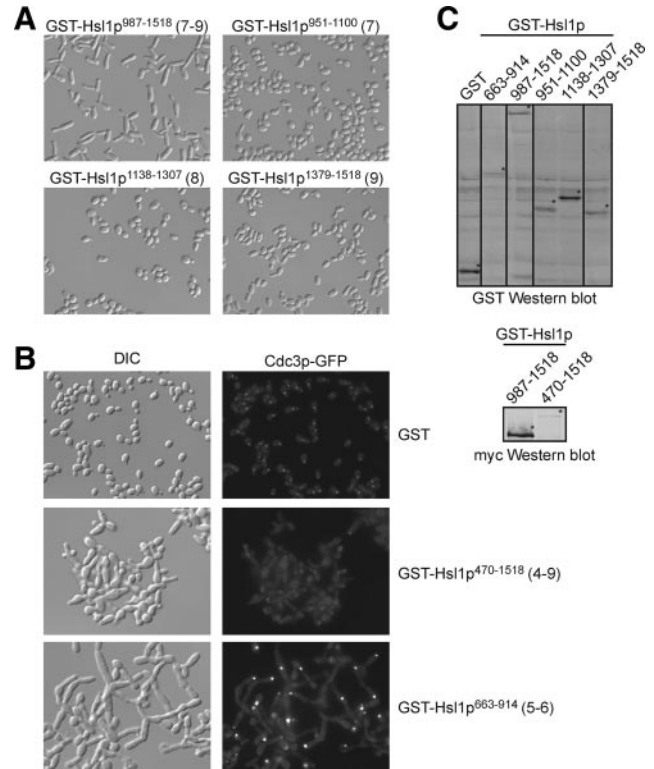 A
GST-Hsl1p987-1518 (7-9)
GST-Hsl1p951-1100 (7)
GST-Hsl1p1138-1307 (8)
GST-Hsl1p1379-1518 (9)
B
DIC
Cdc3p-GFP
GST
GST-Hsl1p470-1518 (4-9)
GST-Hsl1p663-914 (5-6)
C
GST-Hsl1p
GST
663-914
987-1518
951-1100
1138-1307
1379-1518
GST Western blot
GST-Hsl1p
987-1518
470-1518
myc Western blot